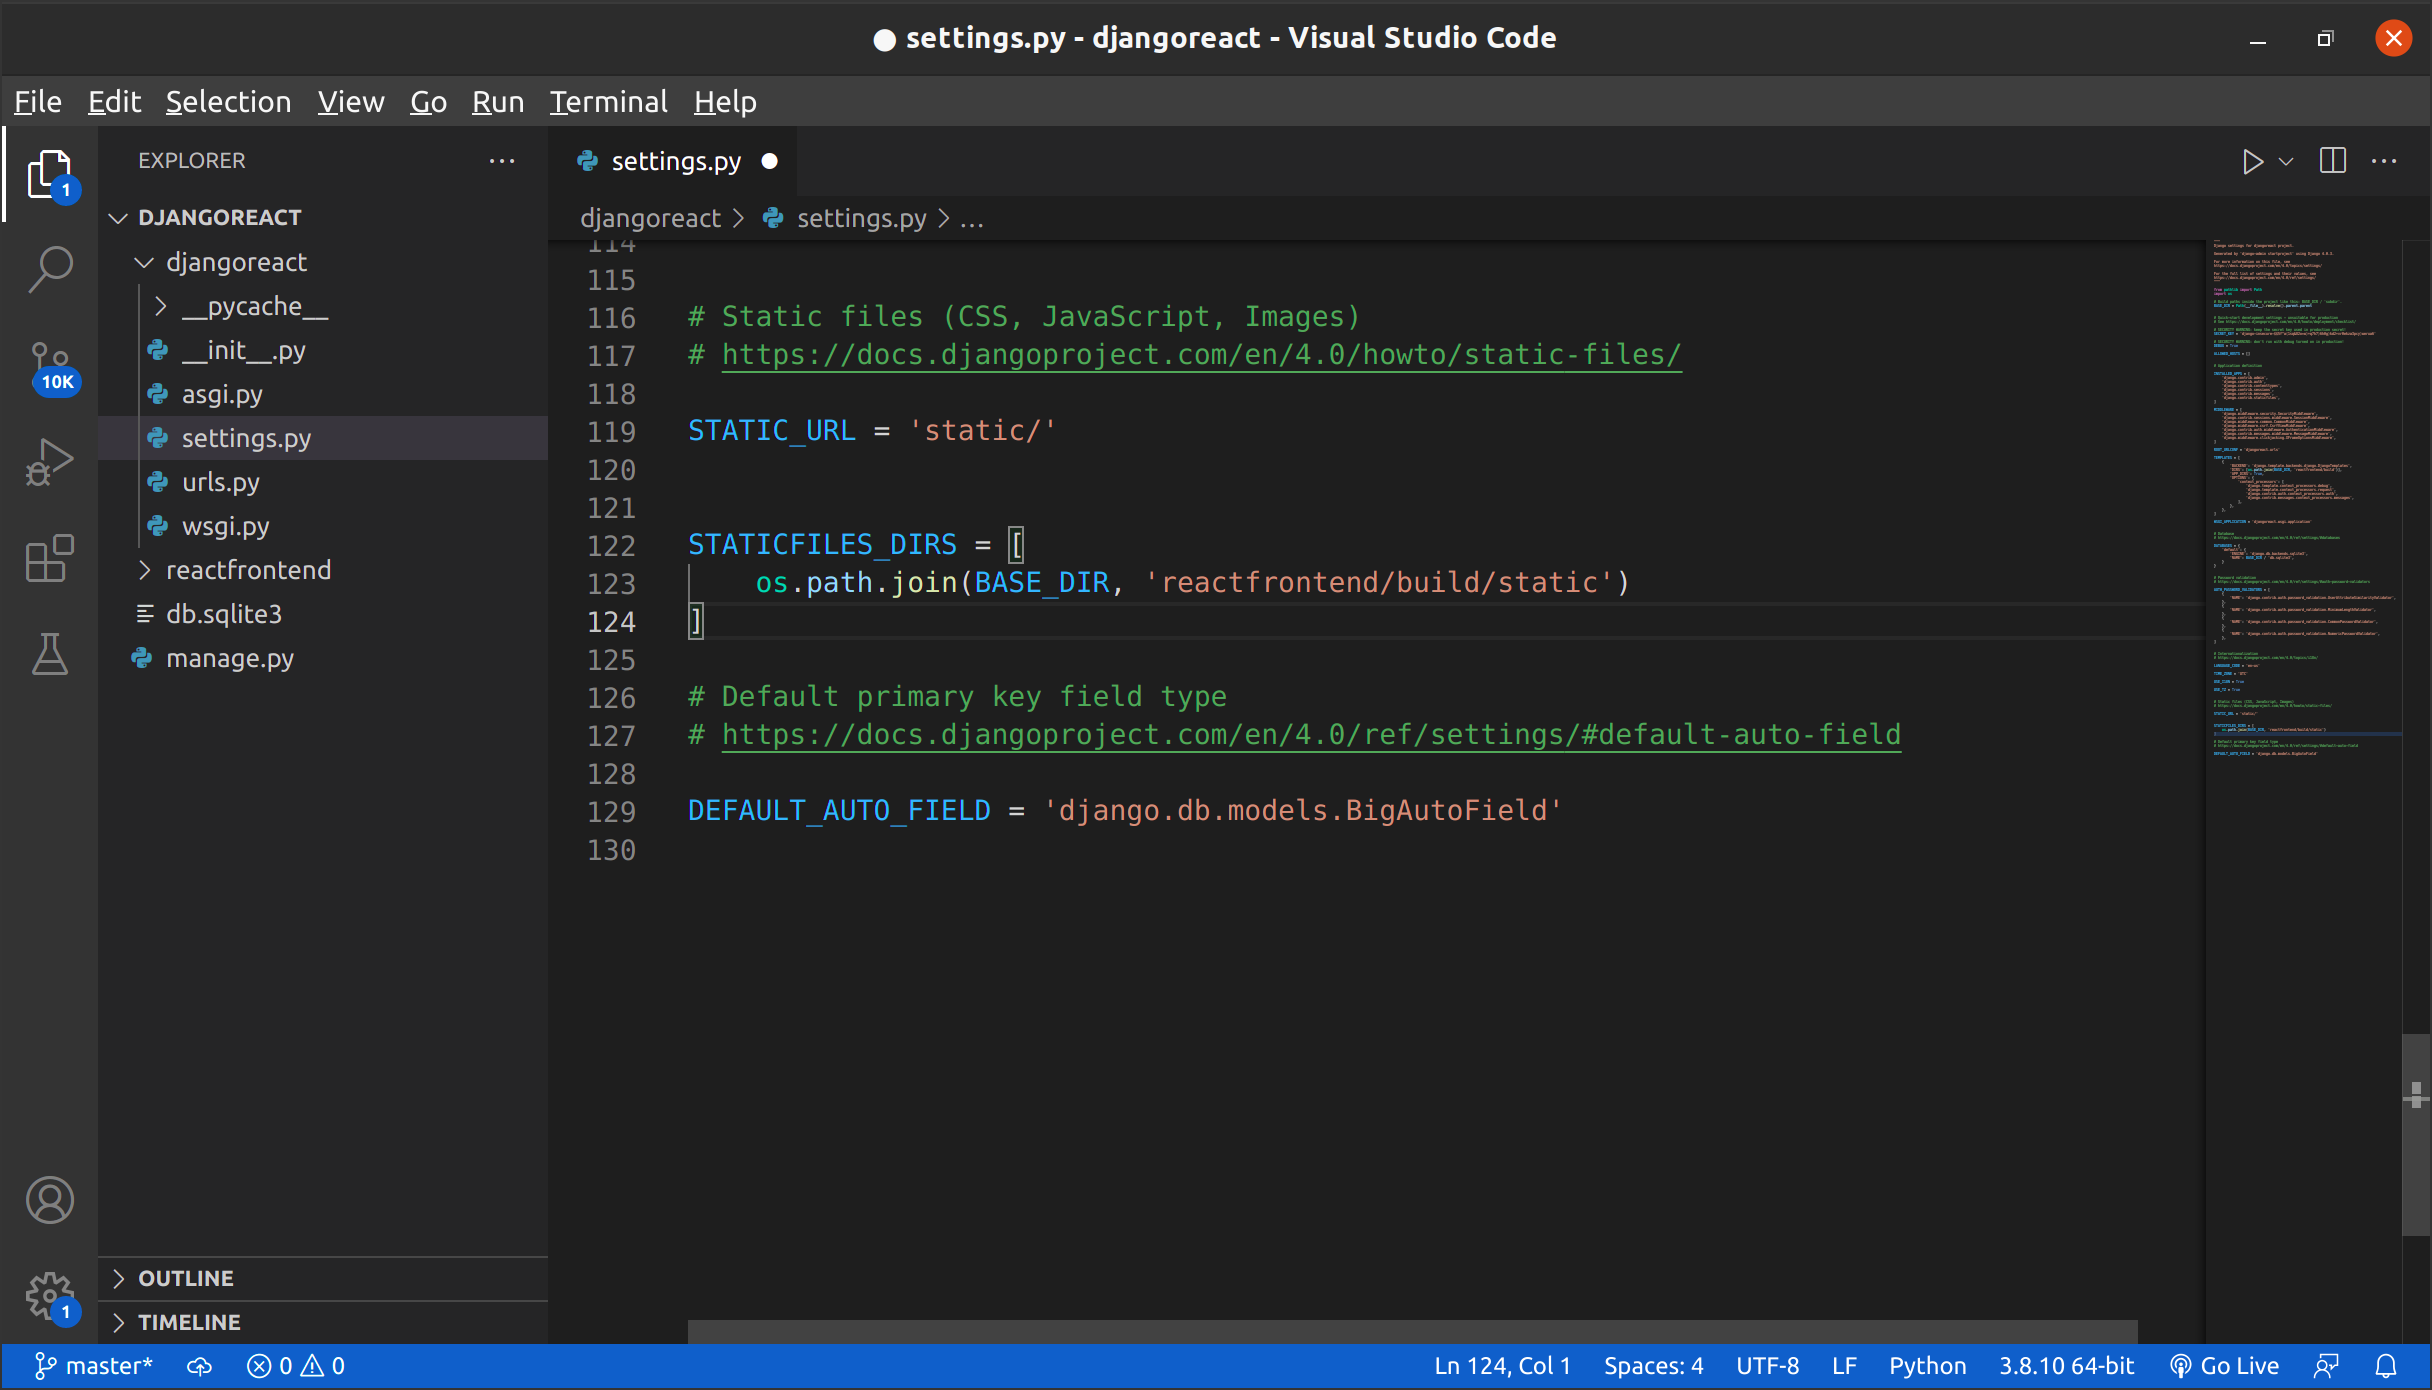 ● settings.py - djangoreact - Visual Studio Code
File Edit Selection View Go Run Terminal Help
EXPLORER
DJANGOREACT
djangoreact
__pycache__
__init__.py
asgi.py
settings.py
urls.py
wsgi.py
reactfrontend
db.sqlite3
manage.py
OUTLINE
TIMELINE
1
10K
1
settings.py ●
djangoreact > settings.py > ...
114
115
116 # Static files (CSS, JavaScript, Images)
117 # https://docs.djangoproject.com/en/4.0/howto/static-files/
118
119 STATIC_URL = 'static/'
120
121
122 STATICFILES_DIRS = [
123     os.path.join(BASE_DIR, 'reactfrontend/build/static')
124 ]
125
126 # Default primary key field type
127 # https://docs.djangoproject.com/en/4.0/ref/settings/#default-auto-field
128
129 DEFAULT_AUTO_FIELD = 'django.db.models.BigAutoField'
130
master* 0 0 Ln 124, Col 1 Spaces: 4 UTF-8 LF Python 3.8.10 64-bit Go Live